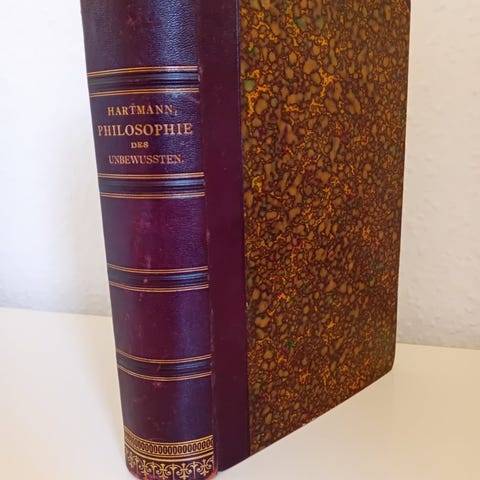 HARTMANN,
PHILOSOPHIE
DES
UNBEWUSSTEN.